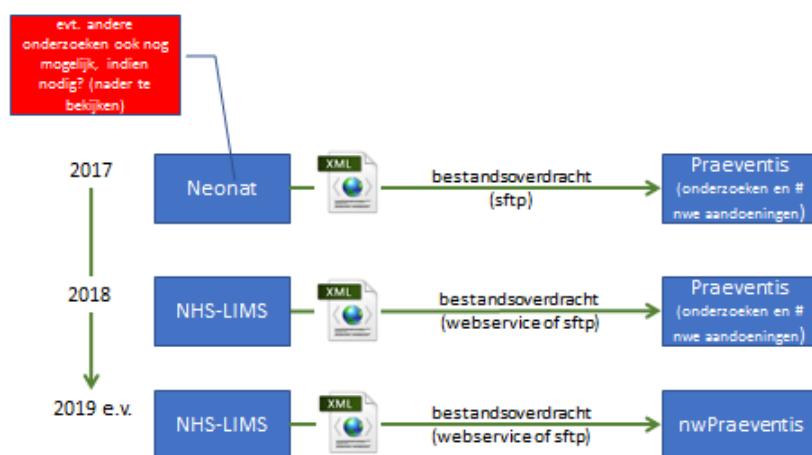 evt. andere
onderzoeken ook nog
mogelijk, indien
nodig? (nader te
bekijken)
2017
Neonat
XML
bestandsoverdracht
(sftp)
Praeventis
(onderzoeken en #
nwe aandoeningen)
2018
NHS-LIMS
XML
bestandsoverdracht
(webservice of sftp)
Praeventis
(onderzoeken en #
nwe aandoeningen)
2019 e.v.
NHS-LIMS
XML
bestandsoverdracht
(webservice of sftp)
nwPraeventis